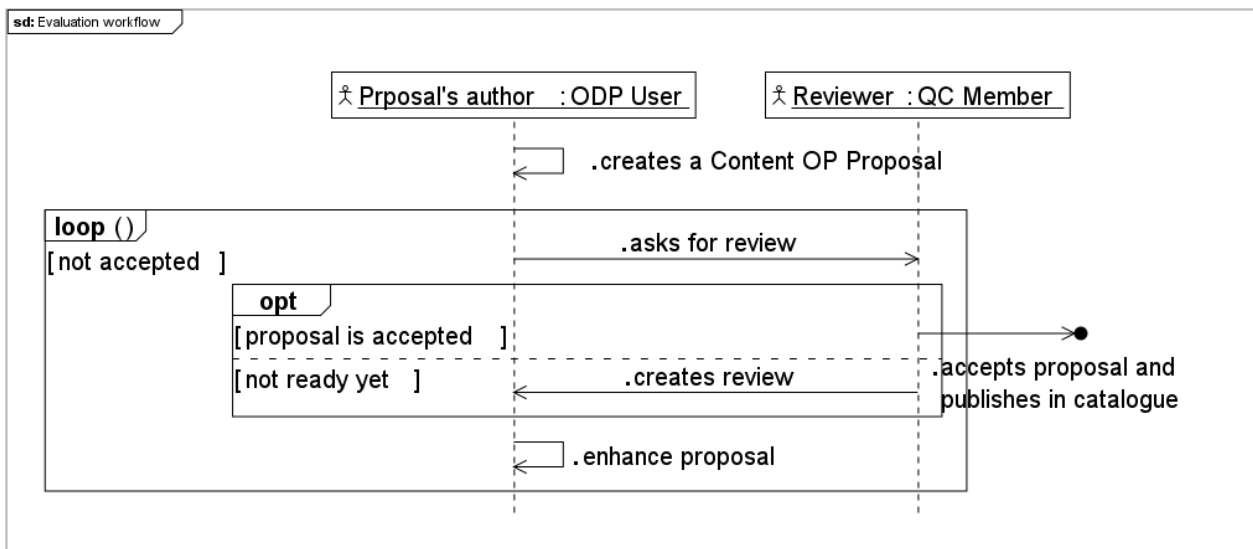 sd: Evaluation workflow
Prposal's author : ODP User
Reviewer : QC Member
.creates a Content OP Proposal
loop ()
[ not accepted ]
.asks for review
opt
[ proposal is accepted ]
.accepts proposal and
publishes in catalogue
[ not ready yet ]
.creates review
.enhance proposal